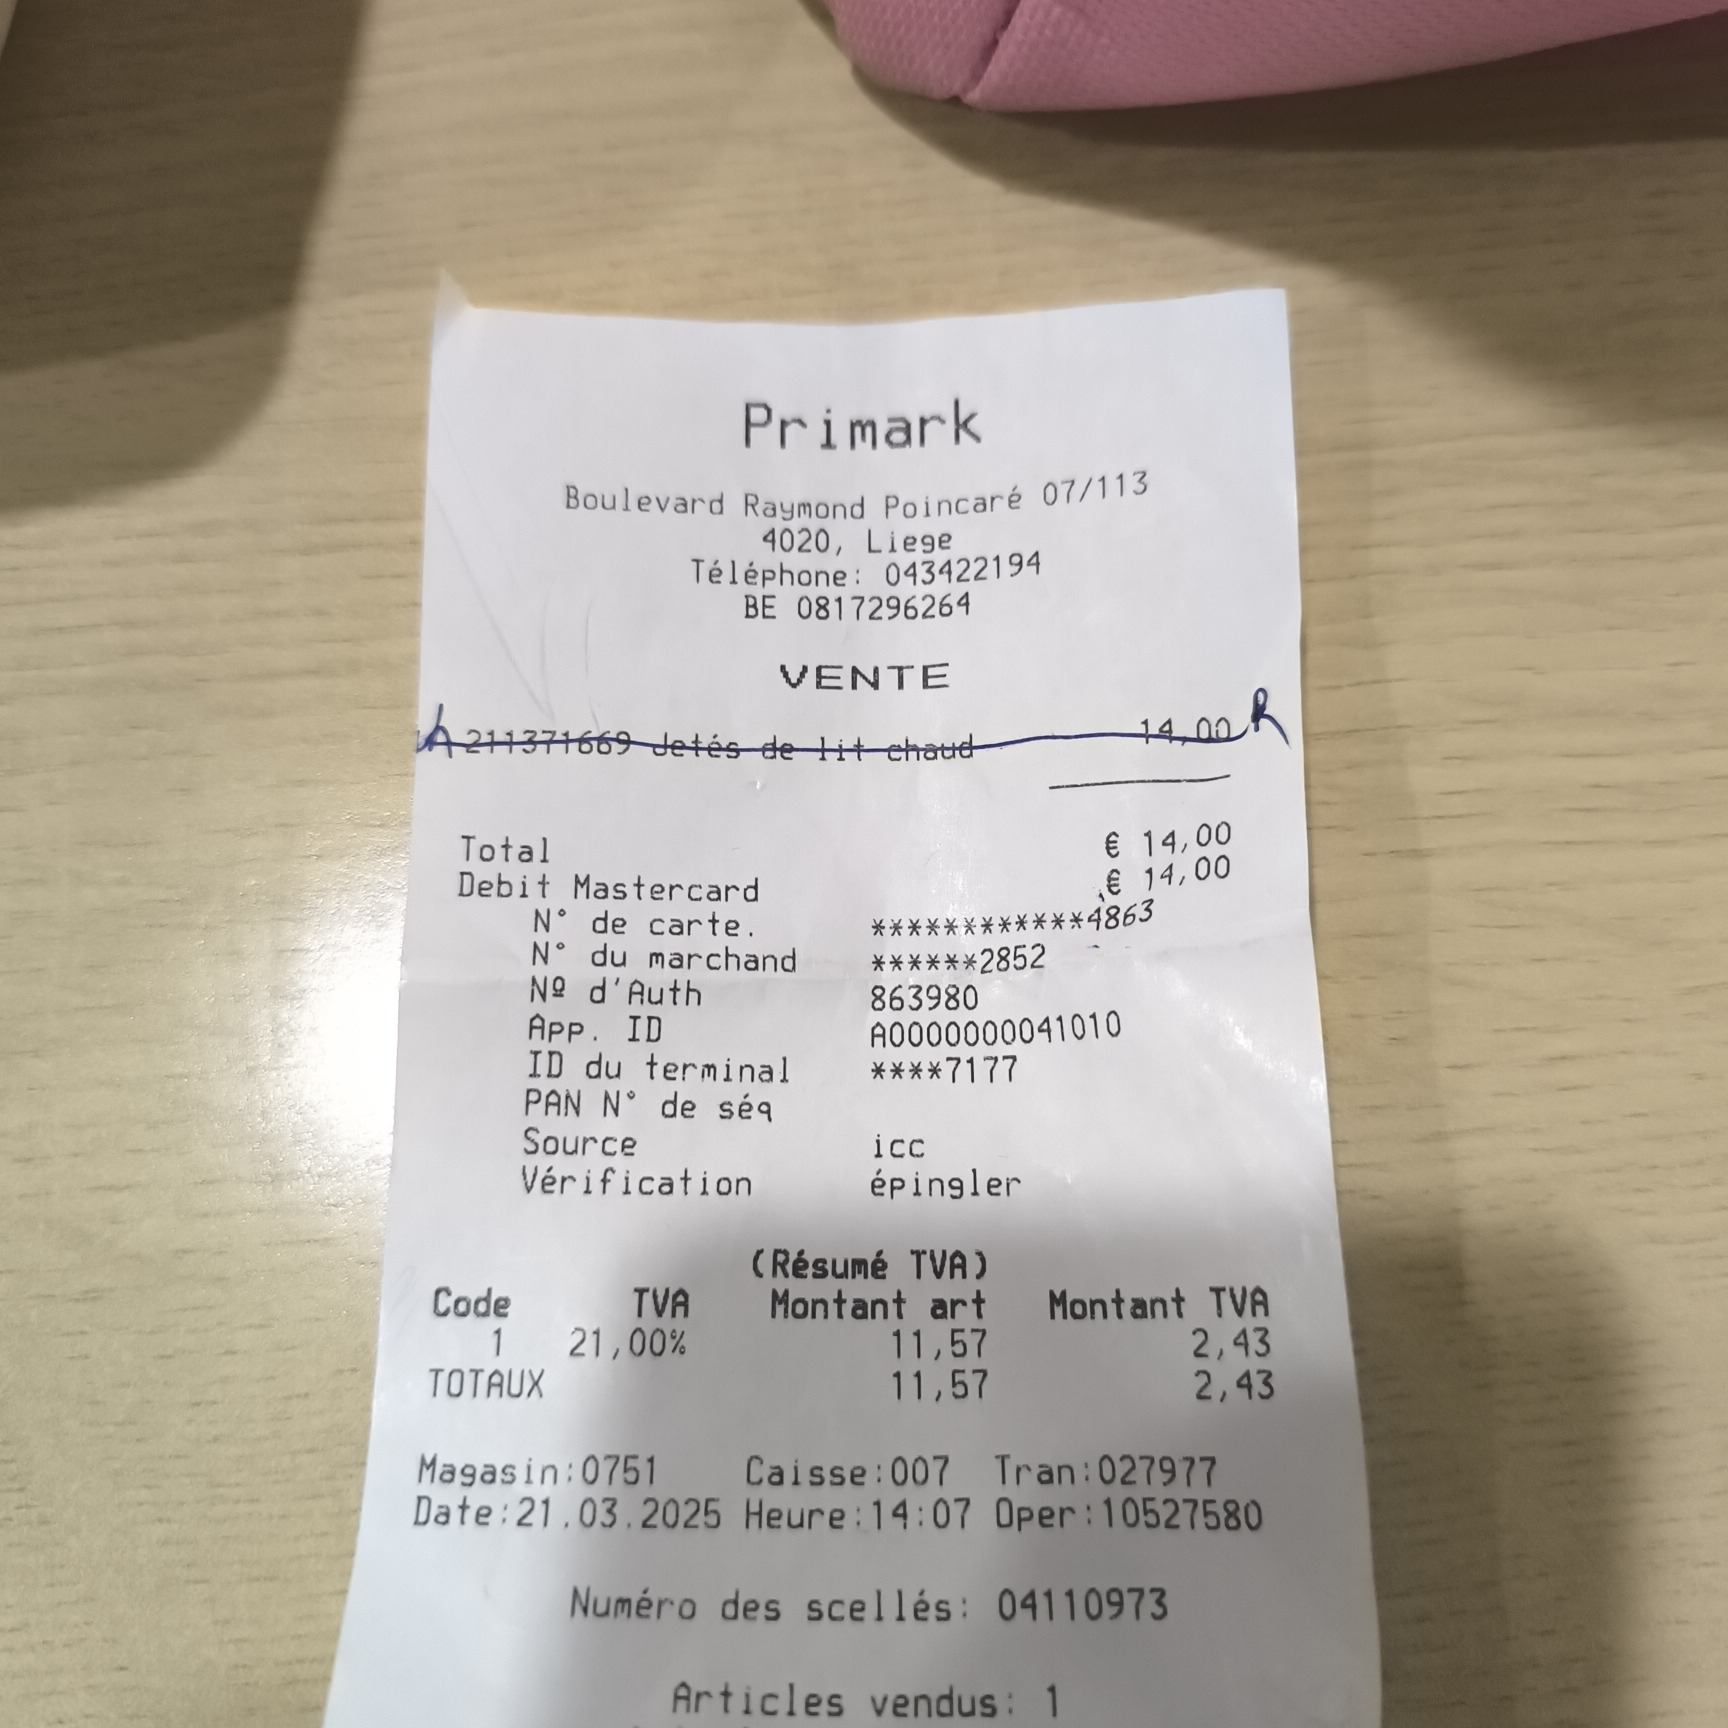 Primark
Boulevard Raymond Poincaré 07/113
4020, Liege
Téléphone: 043422194
BE 0817296264
VENTE
R 211371669 Jetés de lit chaud 14,00 R
Total € 14,00
Debit Mastercard € 14,00
N° de carte. ************4863
N° du marchand ******2852
Nº d'Auth 863980
App. ID A0000000041010
ID du terminal ****7177
PAN N° de séq
Source icc
Vérification épingler
(Résumé TVA)
Code TVA Montant art Montant TVA
1 21,00% 11,57 2,43
TOTAUX 11,57 2,43
Magasin:0751 Caisse:007 Tran:027977
Date:21.03.2025 Heure:14:07 Oper:10527580
Numéro des scellés: 04110973
Articles vendus: 1